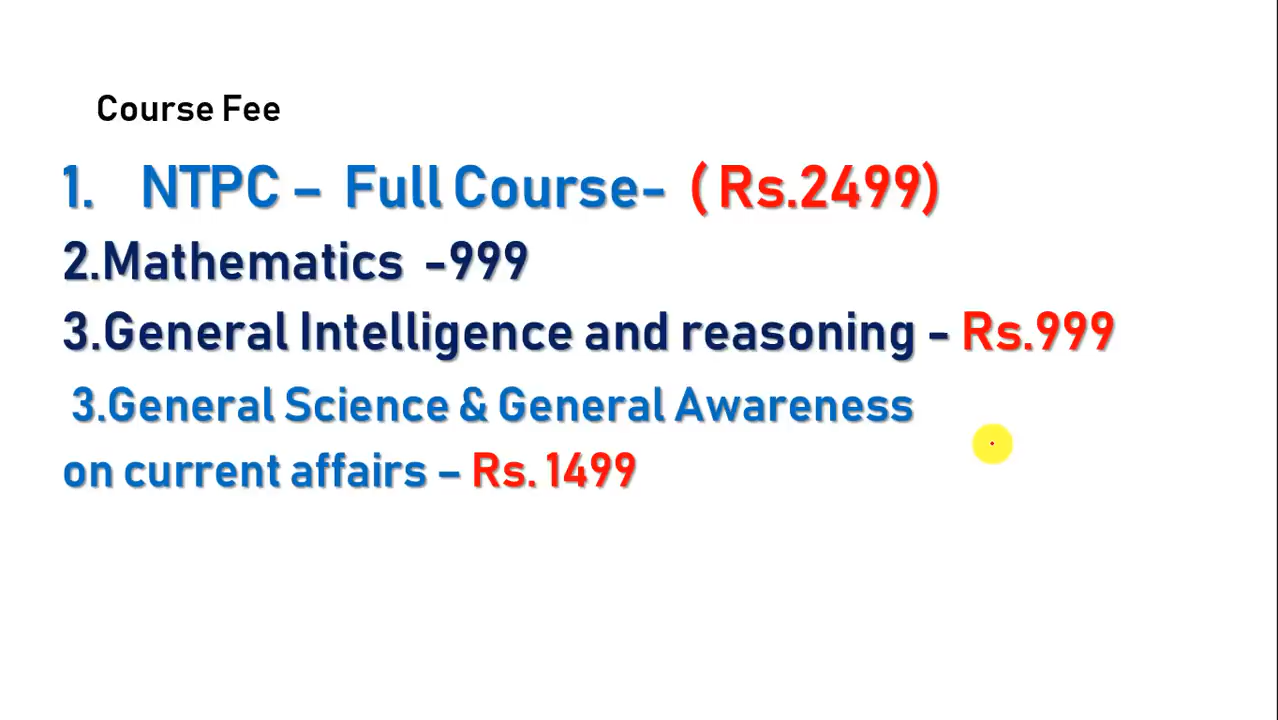 Course Fee
1. NTPC – Full Course- ( Rs.2499)
2.Mathematics -999
3.General Intelligence and reasoning - Rs.999
3.General Science & General Awareness
on current affairs – Rs. 1499